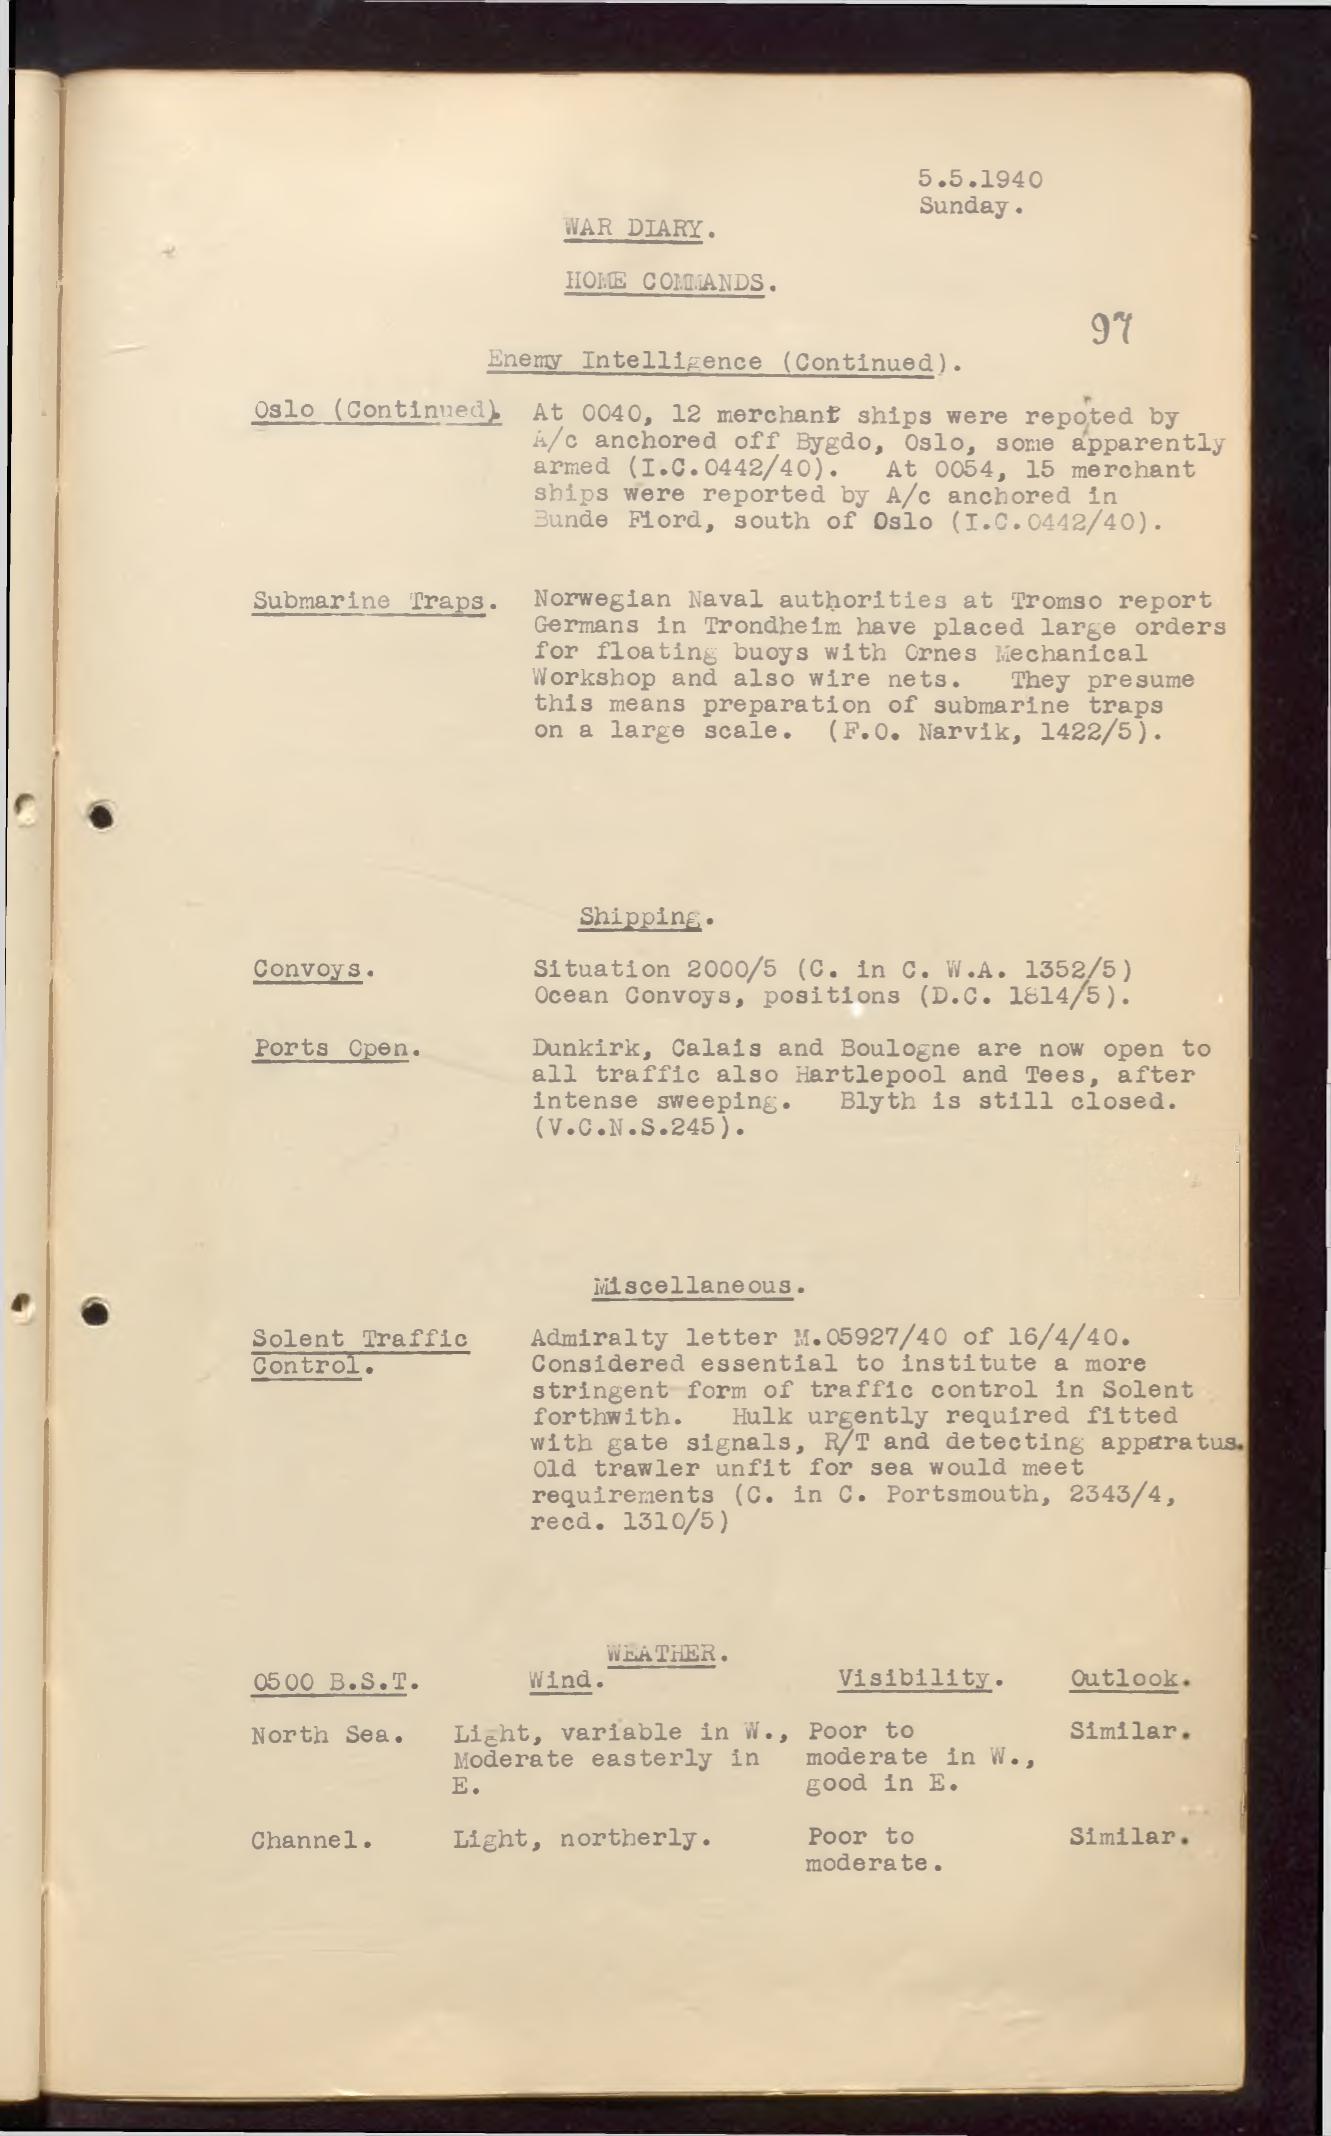 5.5.1940
Sunday.
WAR DIARY.
HOME COMMANDS.
97
Enemy Intelligence (Continued).
Oslo (Continued). At 0040, 12 merchant ships were repoted by
A/c anchored off Bygdo, Oslo, some apparently
armed (I.C.0442/40). At 0054, 15 merchant
ships were reported by A/c anchored in
Bunde Fiord, south of Oslo (I.C.0442/40).
Submarine Traps. Norwegian Naval authorities at Tromso report
Germans in Trondheim have placed large orders
for floating buoys with Ornes Mechanical
Workshop and also wire nets. They presume
this means preparation of submarine traps
on a large scale. (F.O. Narvik, 1422/5).
Shipping.
Convoys. Situation 2000/5 (C. in C. W.A. 1352/5)
Ocean Convoys, positions (D.C. 1814/5).
Ports Open. Dunkirk, Calais and Boulogne are now open to
all traffic also Hartlepool and Tees, after
intense sweeping. Blyth is still closed.
(V.C.N.S.245).
Miscellaneous.
Solent Traffic Admiralty letter M.05927/40 of 16/4/40.
Control. Considered essential to institute a more
stringent form of traffic control in Solent
forthwith. Hulk urgently required fitted
with gate signals, R/T and detecting apparatus.
Old trawler unfit for sea would meet
requirements (C. in C. Portsmouth, 2343/4,
recd. 1310/5)
WEATHER.
0500 B.S.T. Wind. Visibility. Outlook.
North Sea. Light, variable in W., Poor to Similar.
Moderate easterly in moderate in W.,
E. good in E.
Channel. Light, northerly. Poor to Similar.
moderate.